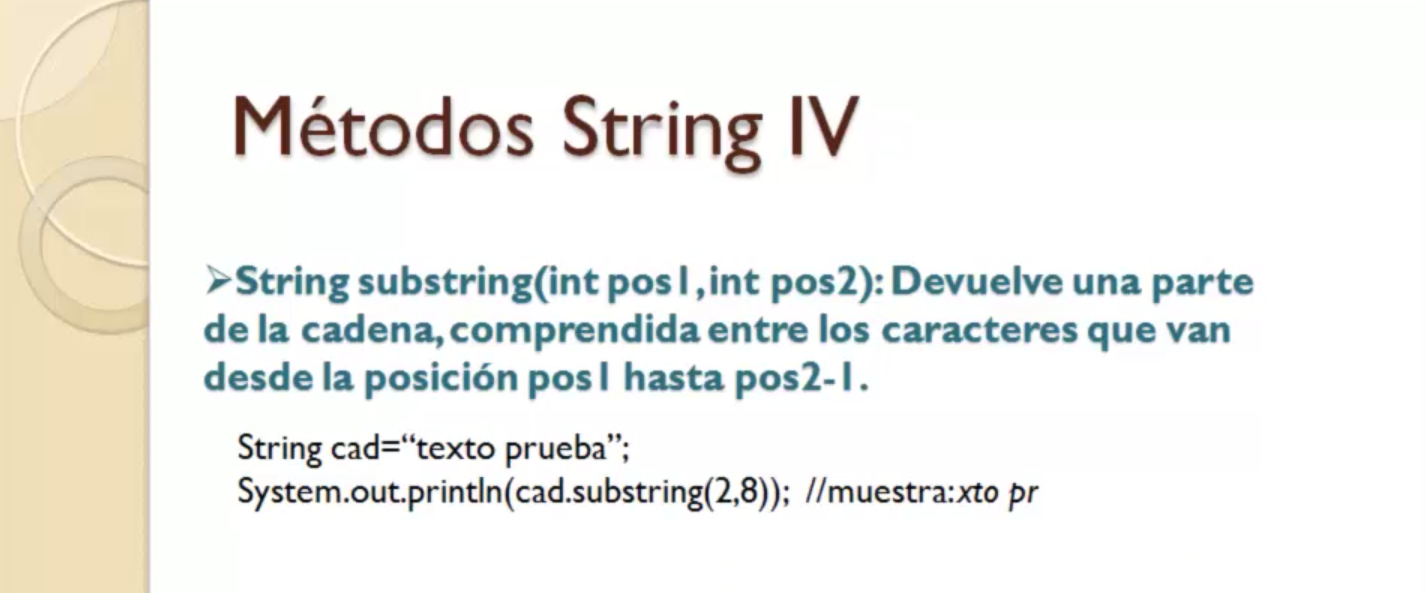 Métodos String IV
➢String substring(int pos1, int pos2): Devuelve una parte
de la cadena, comprendida entre los caracteres que van
desde la posición pos1 hasta pos2-1.
String cad=“texto prueba”;
System.out.println(cad.substring(2,8)); //muestra:xto pr